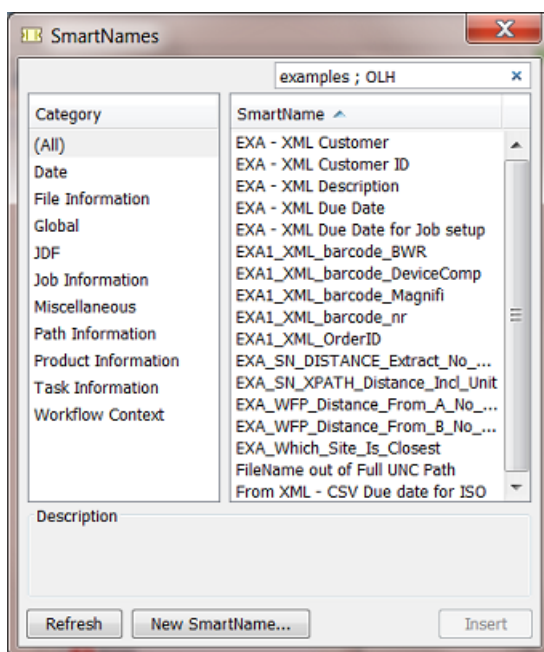 SmartNames
examples ; OLH
Category
(All)
Date
File Information
Global
JDF
Job Information
Miscellaneous
Path Information
Product Information
Task Information
Workflow Context
SmartName
EXA - XML Customer
EXA - XML Customer ID
EXA - XML Description
EXA - XML Due Date
EXA - XML Due Date for Job setup
EXA1_XML_barcode_BWR
EXA1_XML_barcode_DeviceComp
EXA1_XML_barcode_Magnifi
EXA1_XML_barcode_nr
EXA1_XML_OrderID
EXA_SN_DISTANCE_Extract_No_...
EXA_SN_XPATH_Distance_Incl_Unit
EXA_WFP_Distance_From_A_No_...
EXA_WFP_Distance_From_B_No_...
EXA_Which_Site_Is_Closest
FileName out of Full UNC Path
From XML - CSV Due date for ISO
Description
Refresh
New SmartName...
Insert